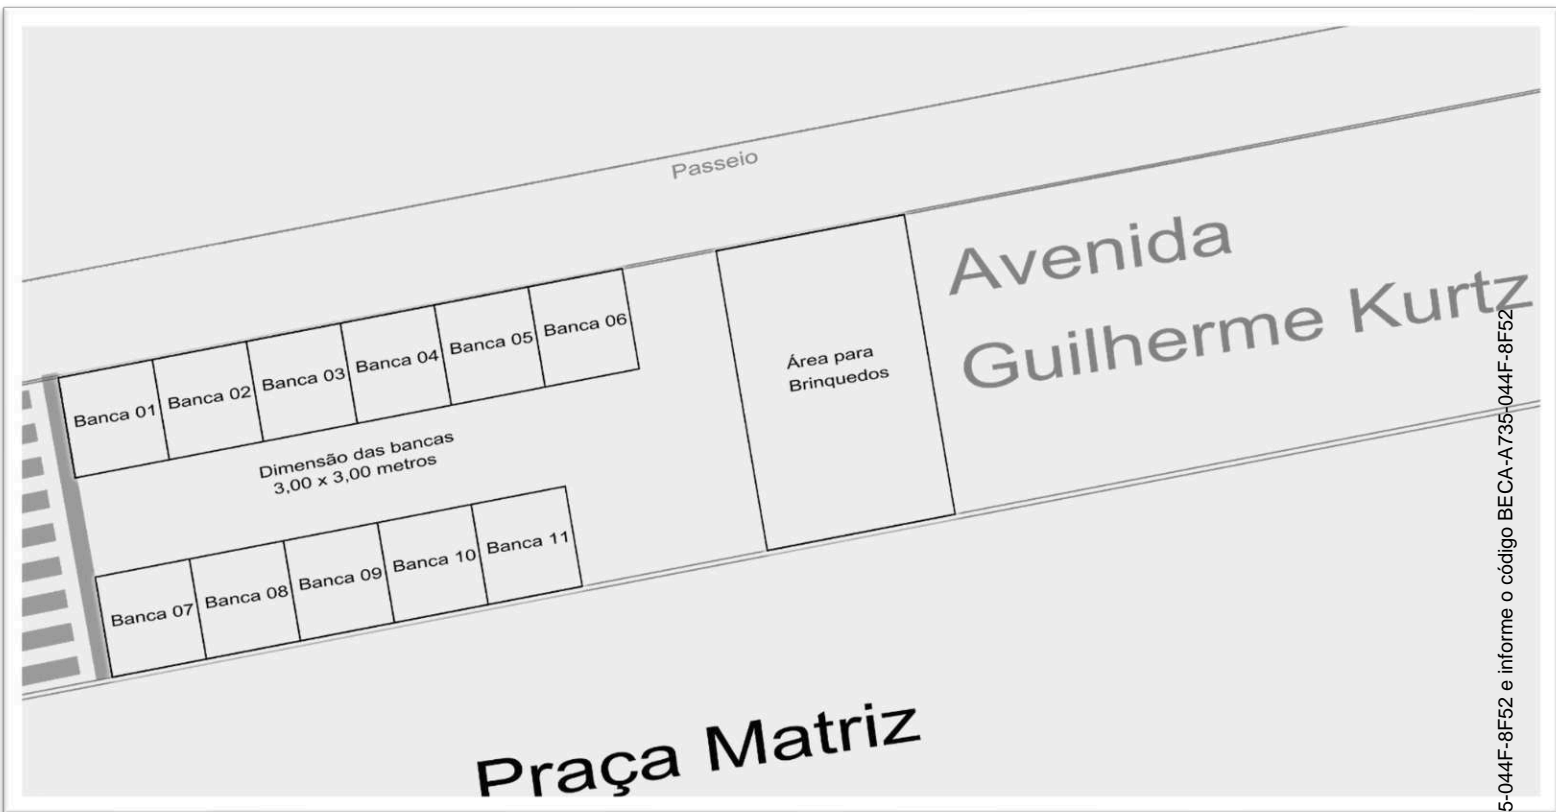 Passeio
Avenida
Guilherme Kurtz
Banca 01
Banca 02
Banca 03
Banca 04
Banca 05
Banca 06
Área para
Brinquedos
Dimensão das bancas
3,00 x 3,00 metros
Banca 07
Banca 08
Banca 09
Banca 10
Banca 11
Praça Matriz
5-044F-8F52 e informe o código BECA-A735-044F-8F52